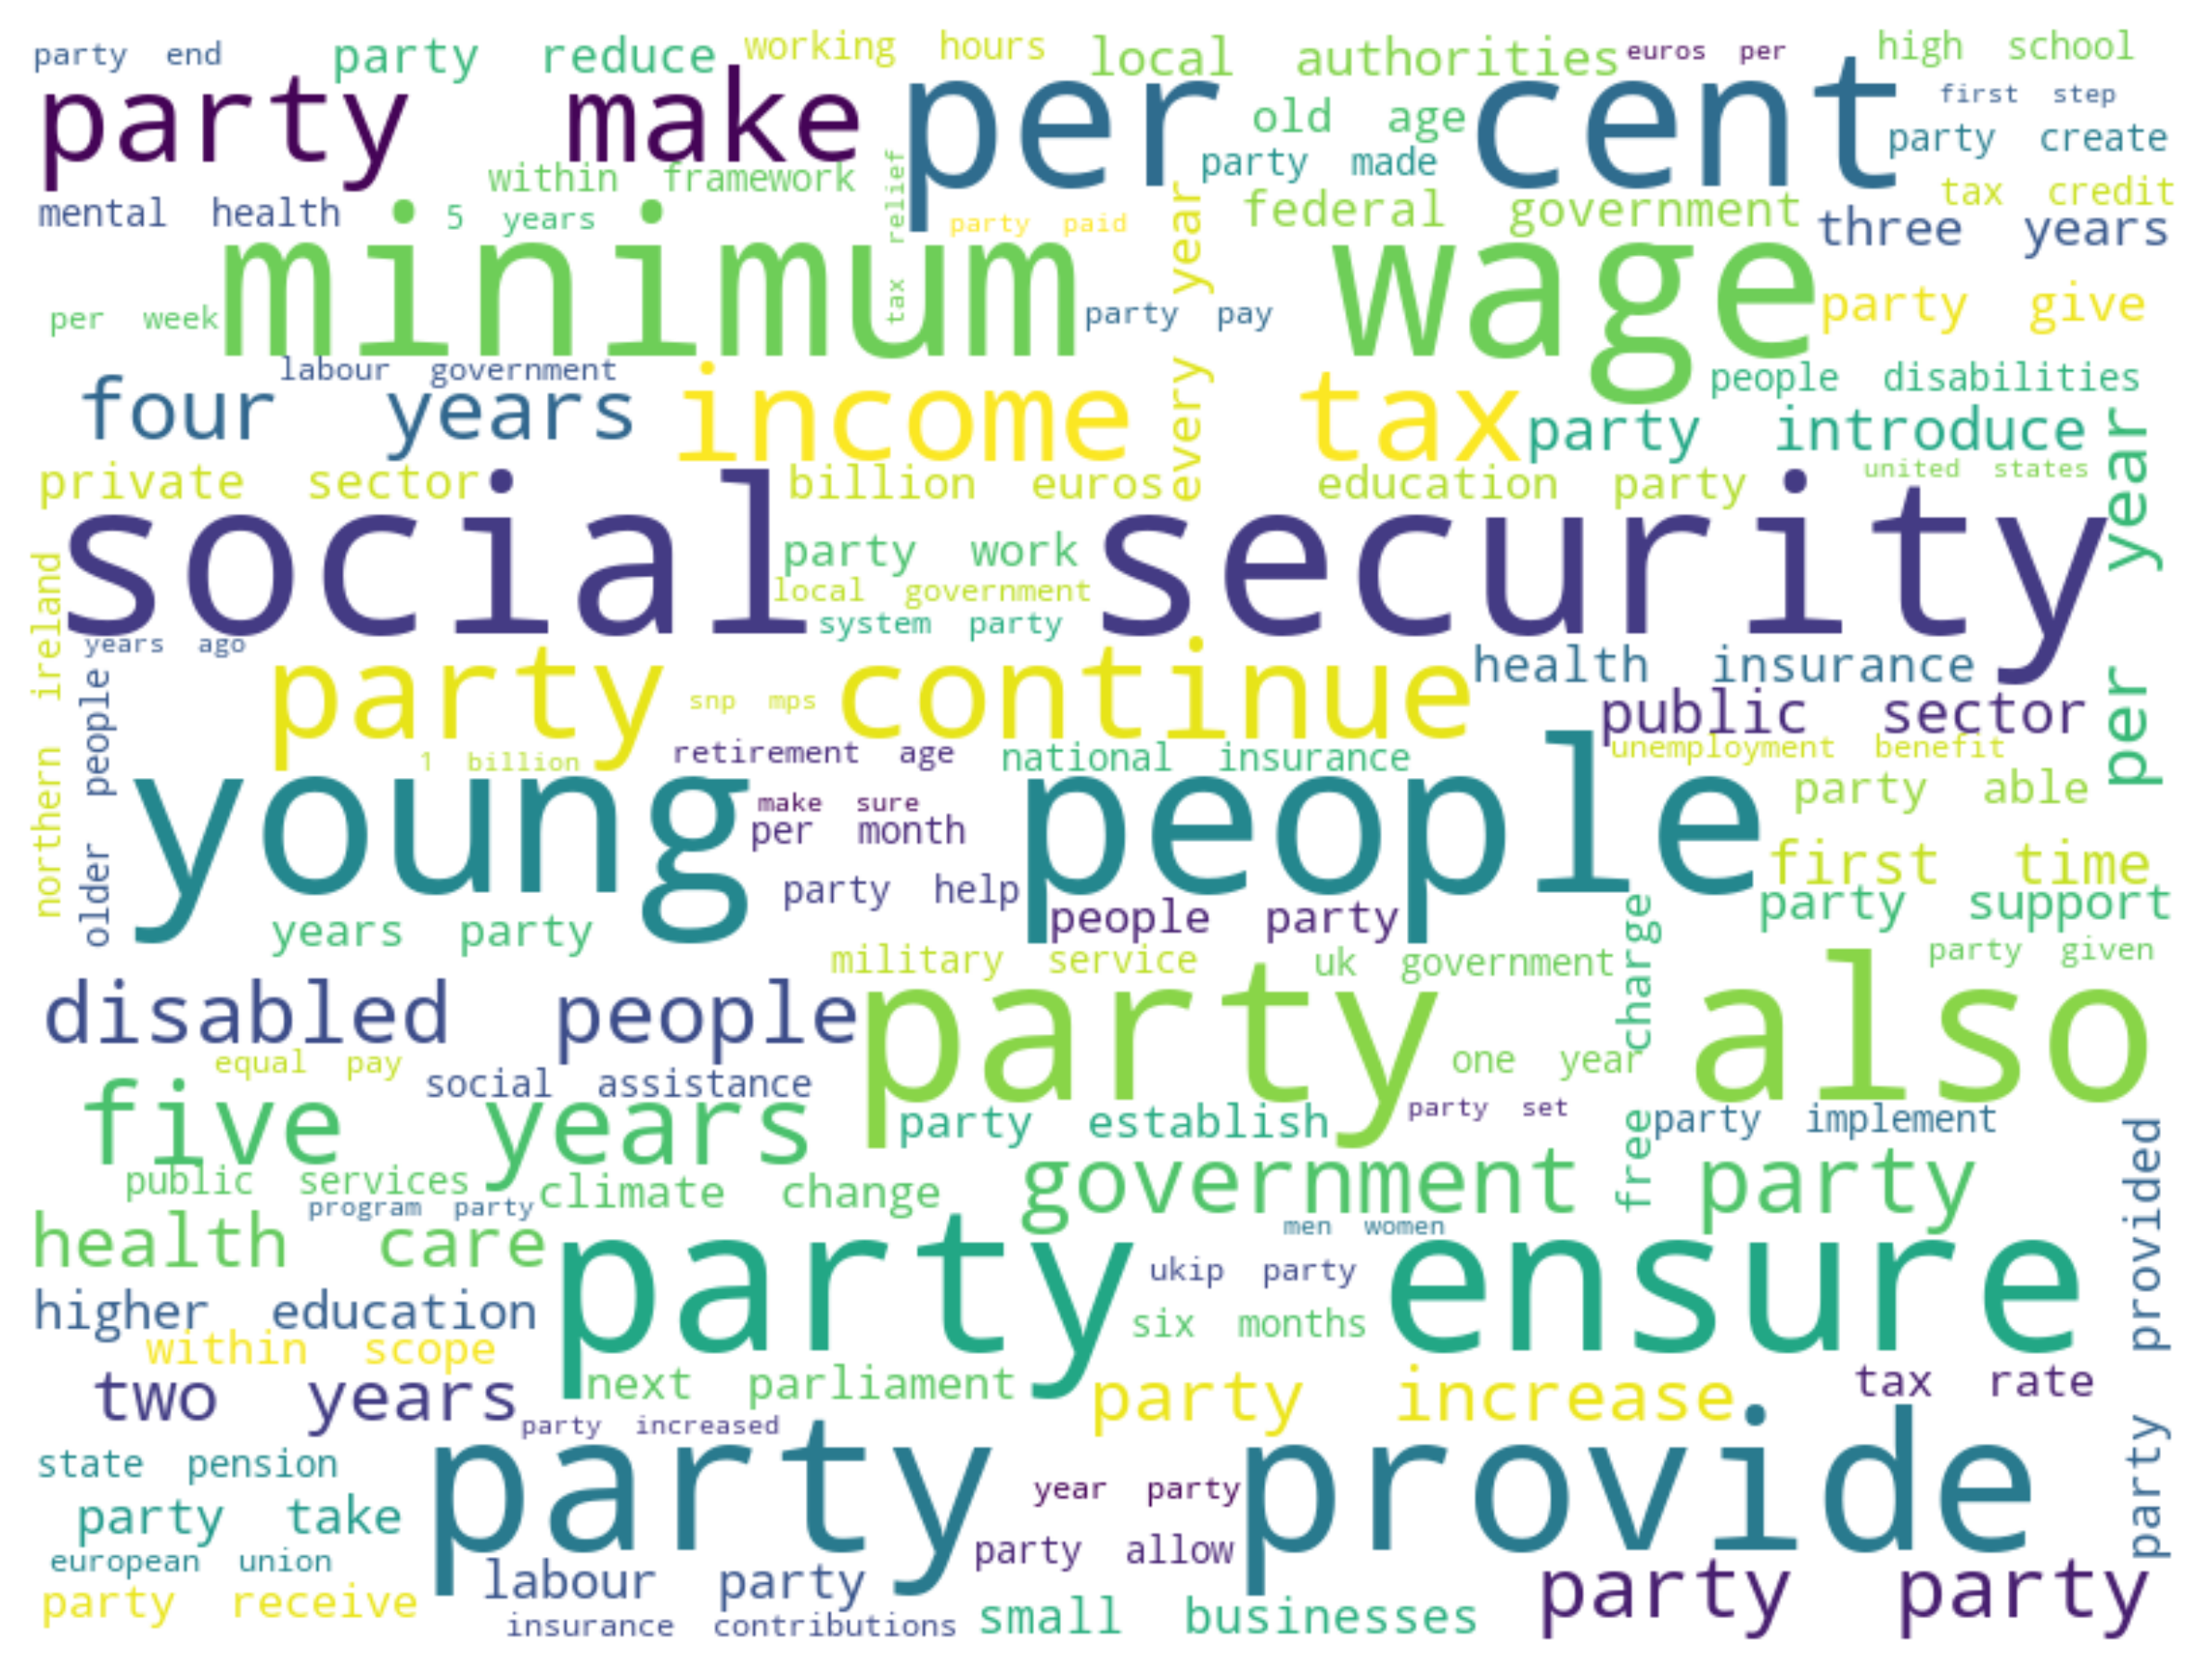 party end
party reduce
working hours
local authorities
euros per
high school
party make
per cent
first step
old age
party create
party made
within framework
tax relief
tax credit
mental health
5 years
party paid
every year
federal government
three years
minimum wage
per week
party pay
party give
labour government
four years
income tax
people disabilities
party introduce
per year
private sector
billion euros
education party
united states
social security
party work
local government
system party
northern ireland
years ago
older people
party continue
health insurance
snp mps
public sector
1 billion
retirement age
national insurance
unemployment benefit
young people
make sure
per month
party able
first time
party help
people party
party support
years party
military service
uk government
free charge
party given
disabled people
party also
equal pay
social assistance
one year
five years
party establish
party set
party implement
party provided
public services
climate change
government party
program party
men women
health care
party ensure
ukip party
higher education
six months
within scope
two years
next parliament
party increase
tax rate
party increased
party provide
state pension
year party
party take
party allow
european union
labour party
party party
party receive
insurance contributions
small businesses